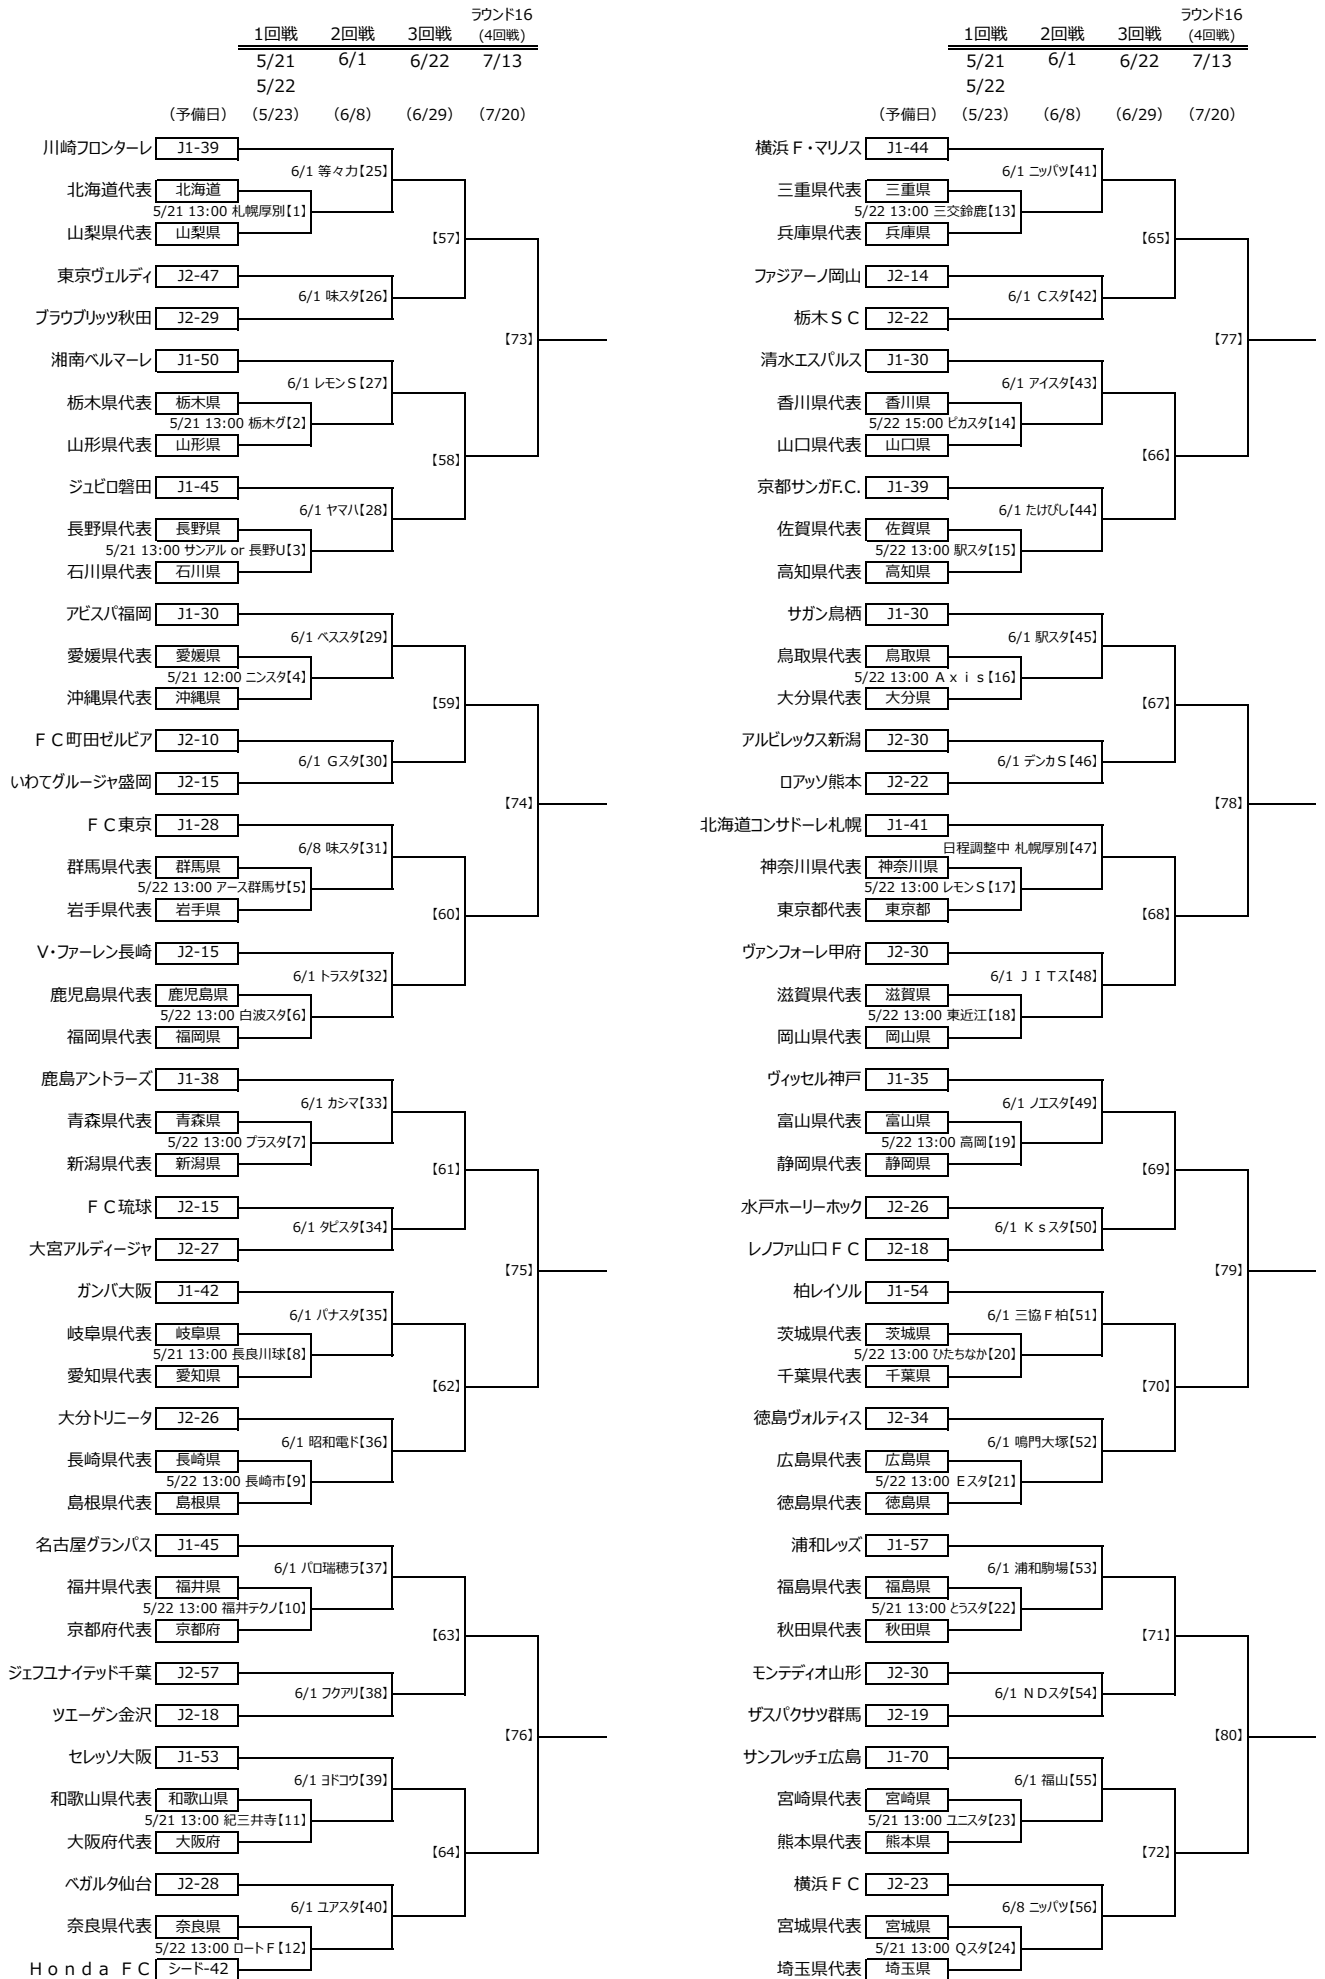 ラウンド16
1回戦 2回戦 3回戦 (4回戦)
5/21 6/1 6/22 7/13
5/22
(予備日) (5/23) (6/8) (6/29) (7/20)
川崎フロンターレ J1-39
6/1 等々力【25】
北海道代表 北海道
5/21 13:00 札幌厚別【1】
山梨県代表 山梨県
【57】
東京ヴェルディ J2-47
6/1 味スタ【26】
ブラウブリッツ秋田 J2-29
【73】
湘南ベルマーレ J1-50
6/1 レモンS【27】
栃木県代表 栃木県
5/21 13:00 栃木グ【2】
山形県代表 山形県
【58】
ジュビロ磐田 J1-45
6/1 ヤマハ【28】
長野県代表 長野県
5/21 13:00 サンアル or 長野U【3】
石川県代表 石川県
アビスパ福岡 J1-30
6/1 ベススタ【29】
愛媛県代表 愛媛県
5/21 12:00 ニンスタ【4】
沖縄県代表 沖縄県
【59】
FC町田ゼルビア J2-10
6/1 Gスタ【30】
いわてグルージャ盛岡 J2-15
【74】
FC東京 J1-28
6/8 味スタ【31】
群馬県代表 群馬県
5/22 13:00 アース群馬サ【5】
岩手県代表 岩手県
【60】
V・ファーレン長崎 J2-15
6/1 トラスタ【32】
鹿児島県代表 鹿児島県
5/22 13:00 白波スタ【6】
福岡県代表 福岡県
鹿島アントラーズ J1-38
6/1 カシマ【33】
青森県代表 青森県
5/22 13:00 プラスタ【7】
新潟県代表 新潟県
【61】
FC琉球 J2-15
6/1 タピスタ【34】
大宮アルディージャ J2-27
【75】
ガンバ大阪 J1-42
6/1 パナスタ【35】
岐阜県代表 岐阜県
5/21 13:00 長良川球【8】
愛知県代表 愛知県
【62】
大分トリニータ J2-26
6/1 昭和電ド【36】
長崎県代表 長崎県
5/22 13:00 長崎市【9】
島根県代表 島根県
名古屋グランパス J1-45
6/1 パロ瑞穂ラ【37】
福井県代表 福井県
5/22 13:00 福井テクノ【10】
京都府代表 京都府
【63】
ジェフユナイテッド千葉 J2-57
6/1 フクアリ【38】
ツエーゲン金沢 J2-18
【76】
セレッソ大阪 J1-53
6/1 ヨドコウ【39】
和歌山県代表 和歌山県
5/21 13:00 紀三井寺【11】
大阪府代表 大阪府
【64】
ベガルタ仙台 J2-28
6/1 ユアスタ【40】
奈良県代表 奈良県
5/22 13:00 ロートF【12】
Honda FC シード-42
ラウンド16
1回戦 2回戦 3回戦 (4回戦)
5/21 6/1 6/22 7/13
5/22
(予備日) (5/23) (6/8) (6/29) (7/20)
横浜F・マリノス J1-44
6/1 ニッパツ【41】
三重県代表 三重県
5/22 13:00 三交鈴鹿【13】
兵庫県代表 兵庫県
【65】
ファジアーノ岡山 J2-14
6/1 Cスタ【42】
栃木SC J2-22
【77】
清水エスパルス J1-30
6/1 アイスタ【43】
香川県代表 香川県
5/22 15:00 ピカスタ【14】
山口県代表 山口県
【66】
京都サンガF.C. J1-39
6/1 たけびし【44】
佐賀県代表 佐賀県
5/22 13:00 駅スタ【15】
高知県代表 高知県
サガン鳥栖 J1-30
6/1 駅スタ【45】
鳥取県代表 鳥取県
5/22 13:00 Axis【16】
大分県代表 大分県
【67】
アルビレックス新潟 J2-30
6/1 デンカS【46】
ロアッソ熊本 J2-22
【78】
北海道コンサドーレ札幌 J1-41
日程調整中 札幌厚別【47】
神奈川県代表 神奈川県
5/22 13:00 レモンS【17】
東京都代表 東京都
【68】
ヴァンフォーレ甲府 J2-30
6/1 JITス【48】
滋賀県代表 滋賀県
5/22 13:00 東近江【18】
岡山県代表 岡山県
ヴィッセル神戸 J1-35
6/1 ノエスタ【49】
富山県代表 富山県
5/22 13:00 高岡【19】
静岡県代表 静岡県
【69】
水戸ホーリーホック J2-26
6/1 Ksスタ【50】
レノファ山口FC J2-18
【79】
柏レイソル J1-54
6/1 三協F柏【51】
茨城県代表 茨城県
5/22 13:00 ひたちなか【20】
千葉県代表 千葉県
【70】
徳島ヴォルティス J2-34
6/1 鳴門大塚【52】
広島県代表 広島県
5/22 13:00 Eスタ【21】
徳島県代表 徳島県
浦和レッズ J1-57
6/1 浦和駒場【53】
福島県代表 福島県
5/21 13:00 とうスタ【22】
秋田県代表 秋田県
【71】
モンテディオ山形 J2-30
6/1 NDスタ【54】
ザスパクサツ群馬 J2-19
【80】
サンフレッチェ広島 J1-70
6/1 福山【55】
宮崎県代表 宮崎県
5/21 13:00 ユニスタ【23】
熊本県代表 熊本県
【72】
横浜FC J2-23
6/8 ニッパツ【56】
宮城県代表 宮城県
5/21 13:00 Qスタ【24】
埼玉県代表 埼玉県